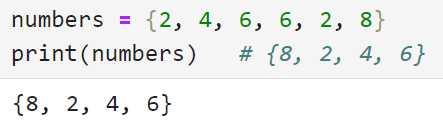 numbers = {2, 4, 6, 6, 2, 8}
print(numbers)   # {8, 2, 4, 6}
{8, 2, 4, 6}